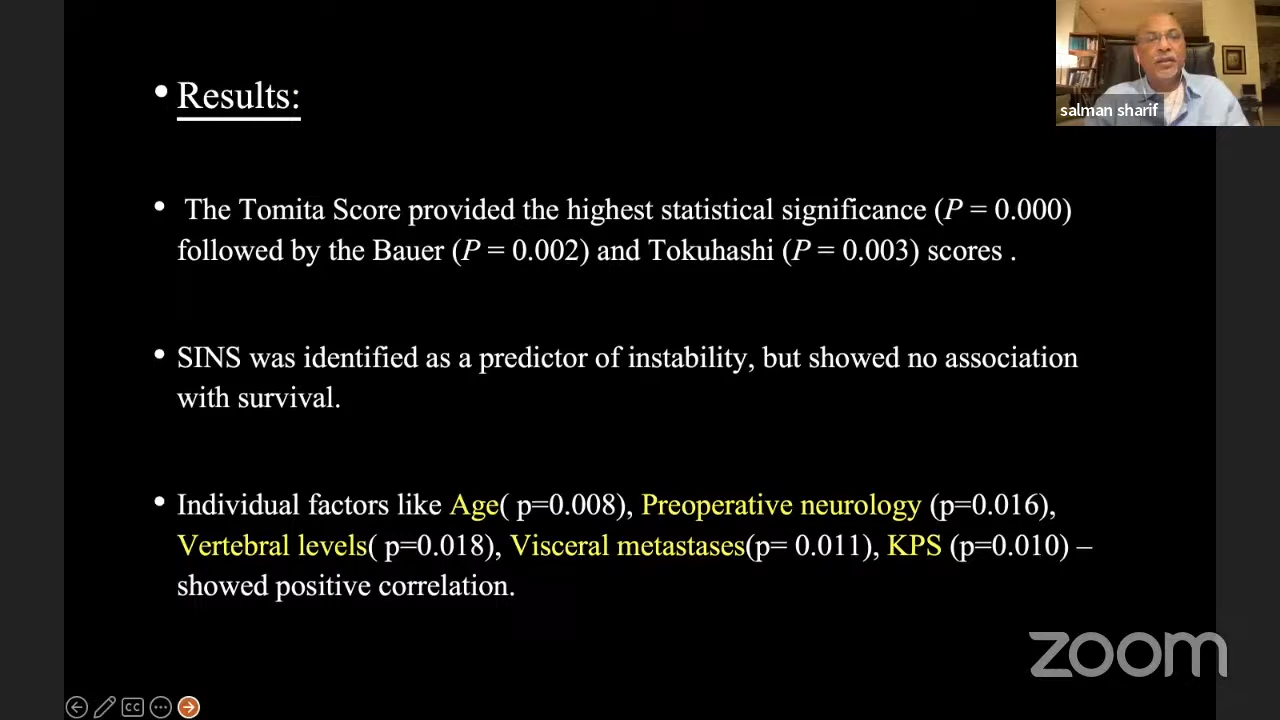 salman sharif
• Results:
• The Tomita Score provided the highest statistical significance (P = 0.000)
followed by the Bauer (P = 0.002) and Tokuhashi (P = 0.003) scores .
• SINS was identified as a predictor of instability, but showed no association
with survival.
• Individual factors like Age( p=0.008), Preoperative neurology (p=0.016),
Vertebral levels( p=0.018), Visceral metastases(p= 0.011), KPS (p=0.010) –
showed positive correlation.
zoom
CC